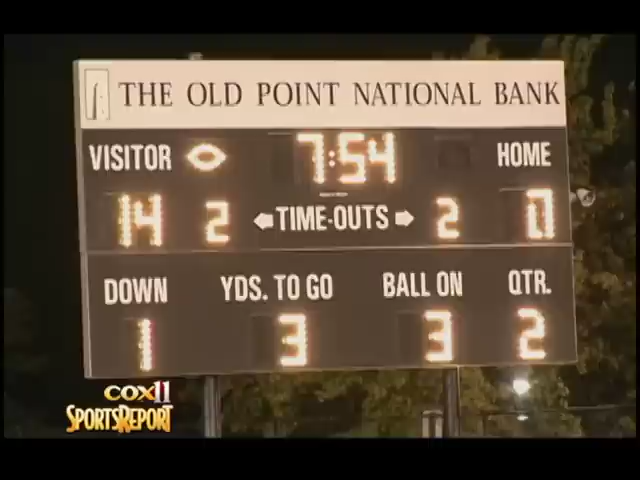 THE OLD POINT NATIONAL BANK
VISITOR 7:54 HOME
14 2 TIME-OUTS 2 0
DOWN YDS. TO GO BALL ON QTR.
1 3 3 2
COX11
SPORTSREPORT